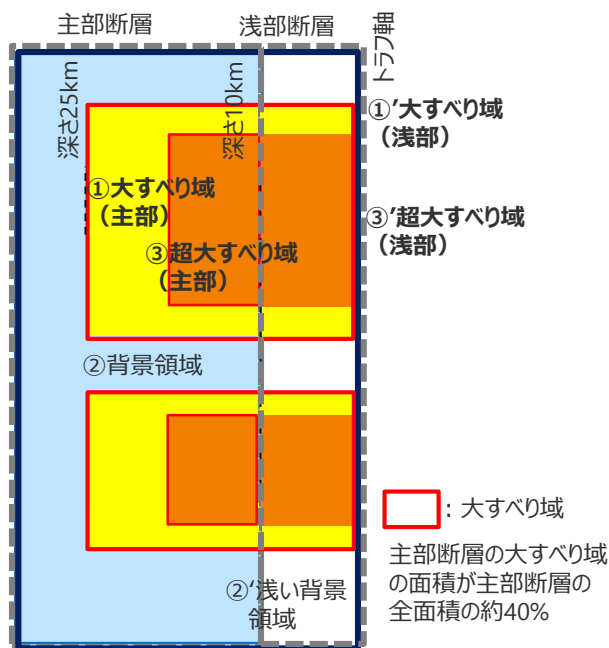 主部断層
浅部断層
トラフ軸
深さ25km
深さ10km
①'大すべり域
（浅部）
①大すべり域
（主部）
③'超大すべり域
（浅部）
③超大すべり域
（主部）
②背景領域
②'浅い背景
領域
：大すべり域
主部断層の大すべり域
の面積が主部断層の
全面積の約40%